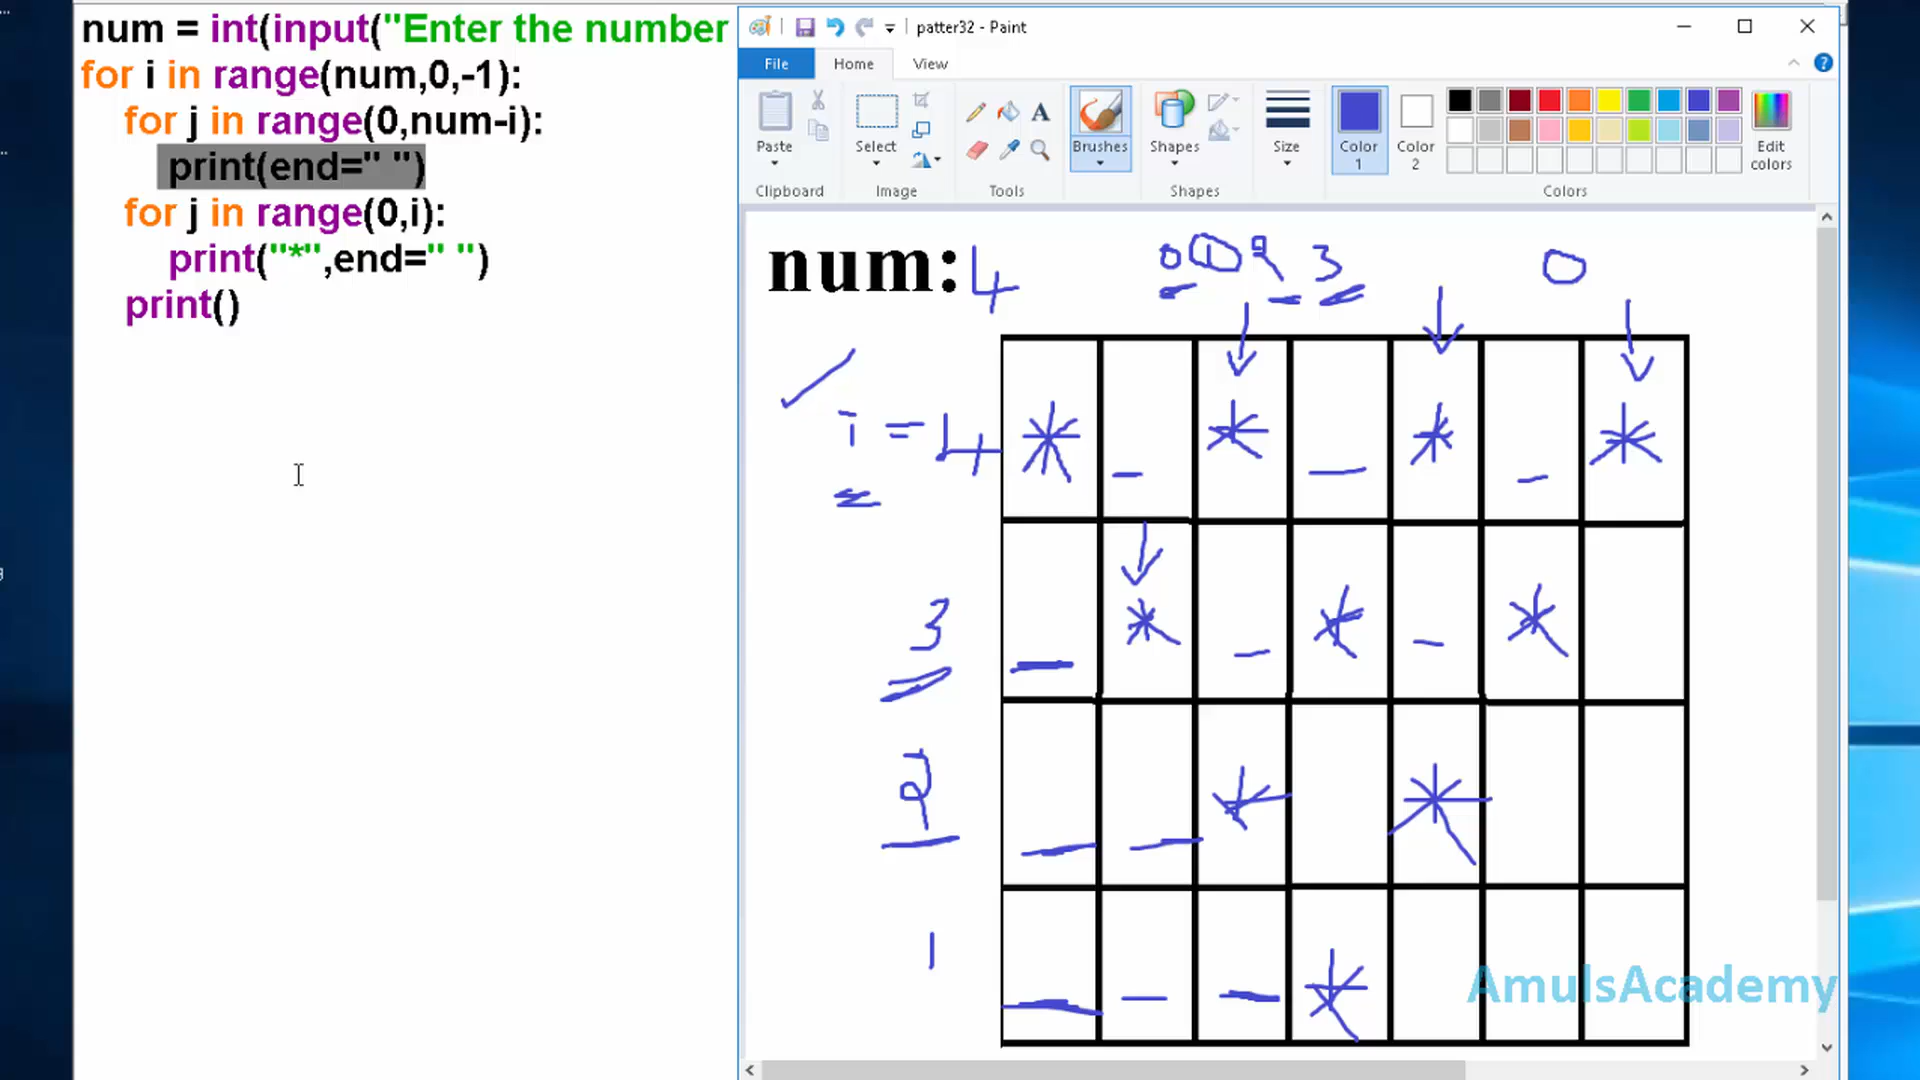 num = int(input("Enter the number
for i in range(num,0,-1):
for j in range(0,num-i):
print(end=" ")
for j in range(0,i):
print("*",end=" ")
print()
patter32 - Paint
File
Home
View
Paste
Select
Brushes
Shapes
Size
Color 1
Color 2
Edit colors
Clipboard
Image
Tools
Shapes
Colors
num: 4
0 1 2 3
0
i = 4 * _ * _ * _ *
3 _ * _ * _ *
2 _ _ * *
1 _ _ _ *
AmulsAcademy